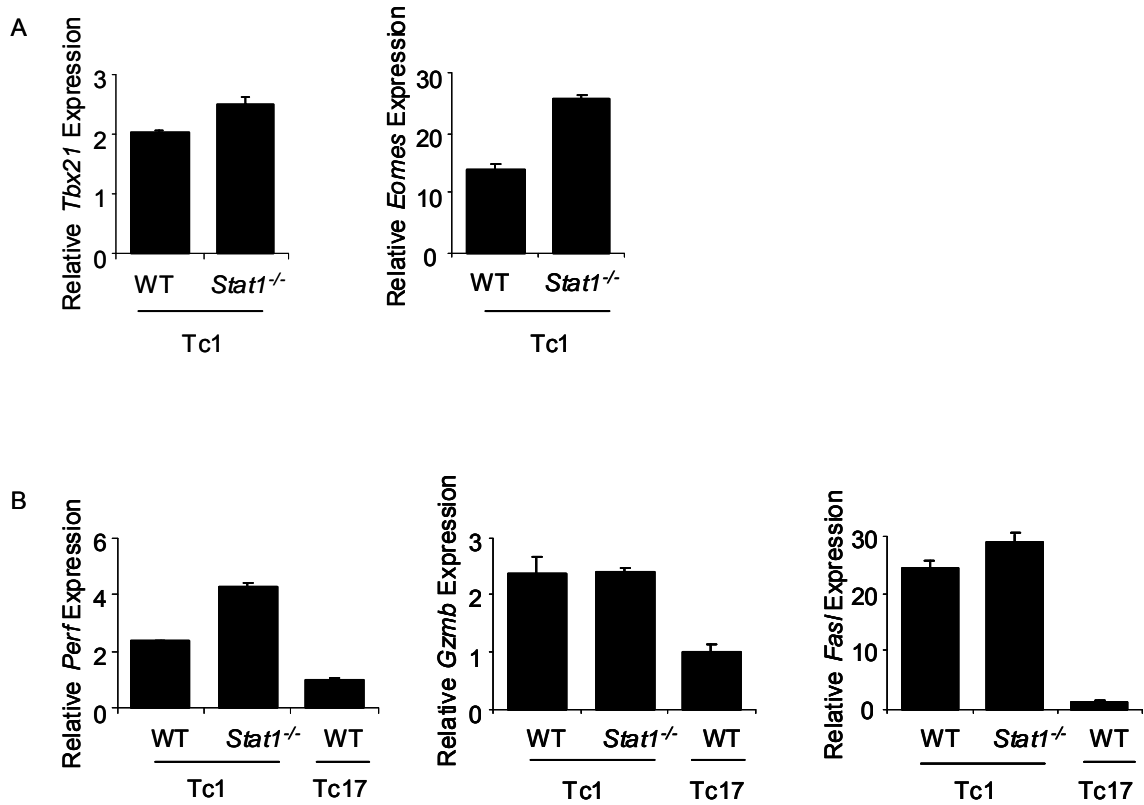 A
Relative Tbx21 Expression
3
2
1
0
WT Stat1-/-
Tc1
Relative Eomes Expression
30
20
10
0
WT Stat1-/-
Tc1
B
Relative Perf Expression
6
4
2
0
WT Stat1-/- WT
Tc1 Tc17
Relative Gzmb Expression
3
2
1
0
WT Stat1-/- WT
Tc1 Tc17
Relative Fasl Expression
30
20
10
0
WT Stat1-/- WT
Tc1 Tc17